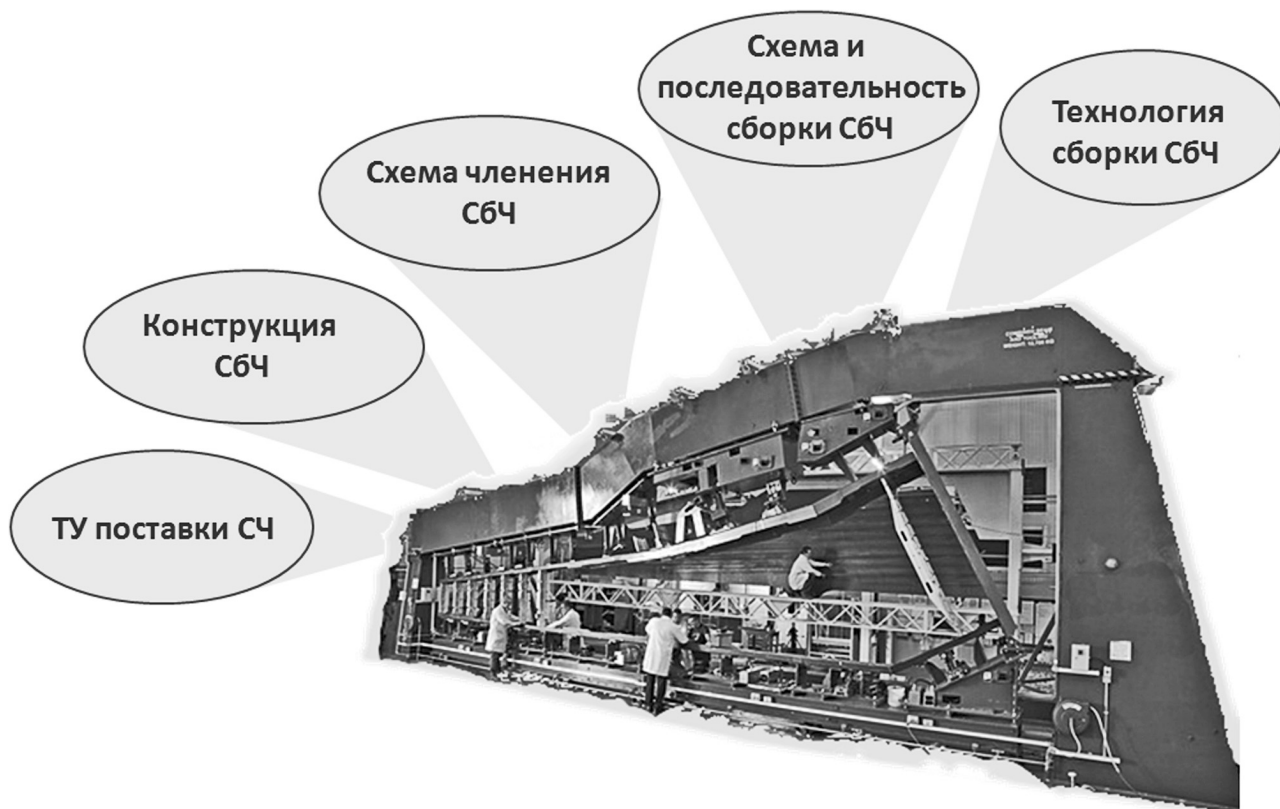 Схема и
последовательность
сборки СбЧ
Технология
сборки СбЧ
Схема членения
СбЧ
Конструкция
СбЧ
ТУ поставки СЧ